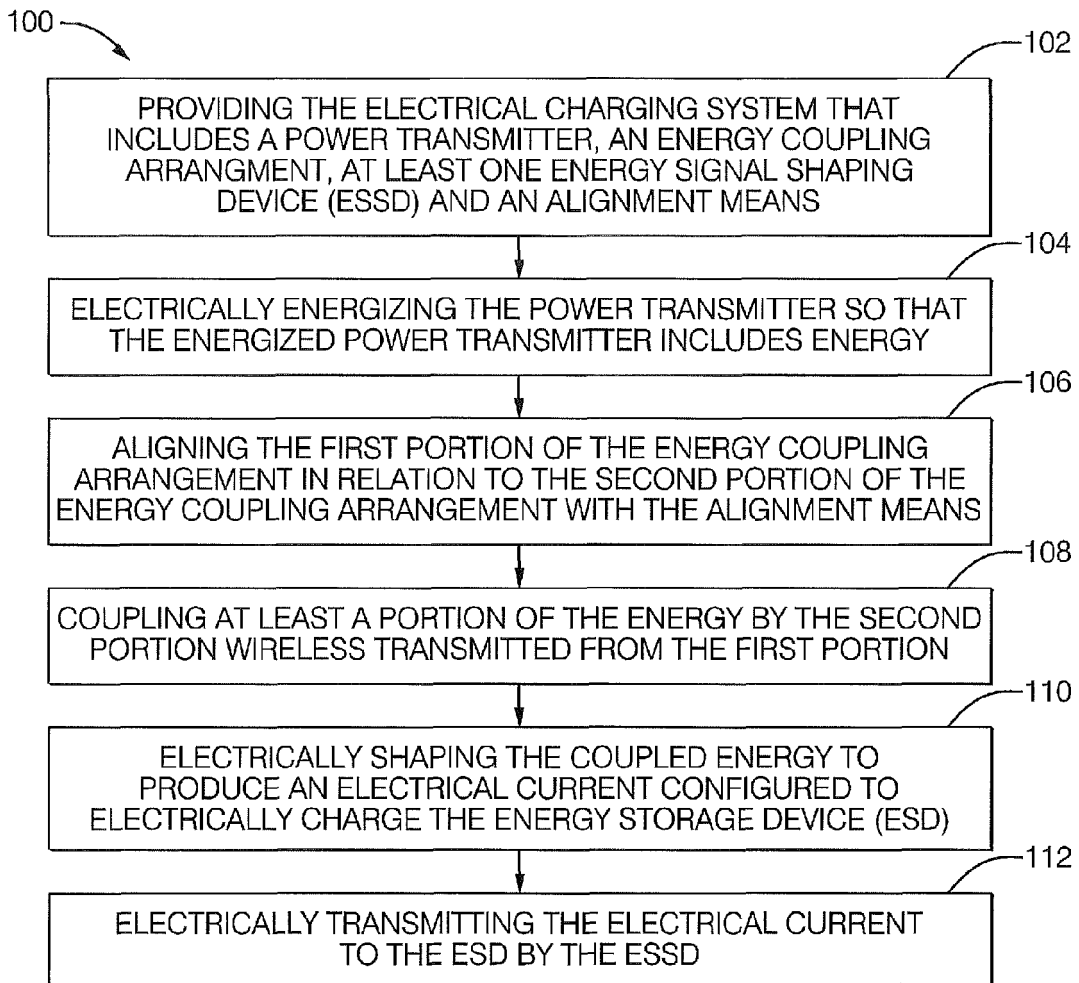 100
102
PROVIDING THE ELECTRICAL CHARGING SYSTEM THAT
INCLUDES A POWER TRANSMITTER, AN ENERGY COUPLING
ARRANGMENT, AT LEAST ONE ENERGY SIGNAL SHAPING
DEVICE (ESSD) AND AN ALIGNMENT MEANS
104
ELECTRICALLY ENERGIZING THE POWER TRANSMITTER SO THAT
THE ENERGIZED POWER TRANSMITTER INCLUDES ENERGY
106
ALIGNING THE FIRST PORTION OF THE ENERGY COUPLING
ARRANGEMENT IN RELATION TO THE SECOND PORTION OF THE
ENERGY COUPLING ARRANGEMENT WITH THE ALIGNMENT MEANS
108
COUPLING AT LEAST A PORTION OF THE ENERGY BY THE SECOND
PORTION WIRELESS TRANSMITTED FROM THE FIRST PORTION
110
ELECTRICALLY SHAPING THE COUPLED ENERGY TO
PRODUCE AN ELECTRICAL CURRENT CONFIGURED TO
ELECTRICALLY CHARGE THE ENERGY STORAGE DEVICE (ESD)
112
ELECTRICALLY TRANSMITTING THE ELECTRICAL CURRENT
TO THE ESD BY THE ESSD